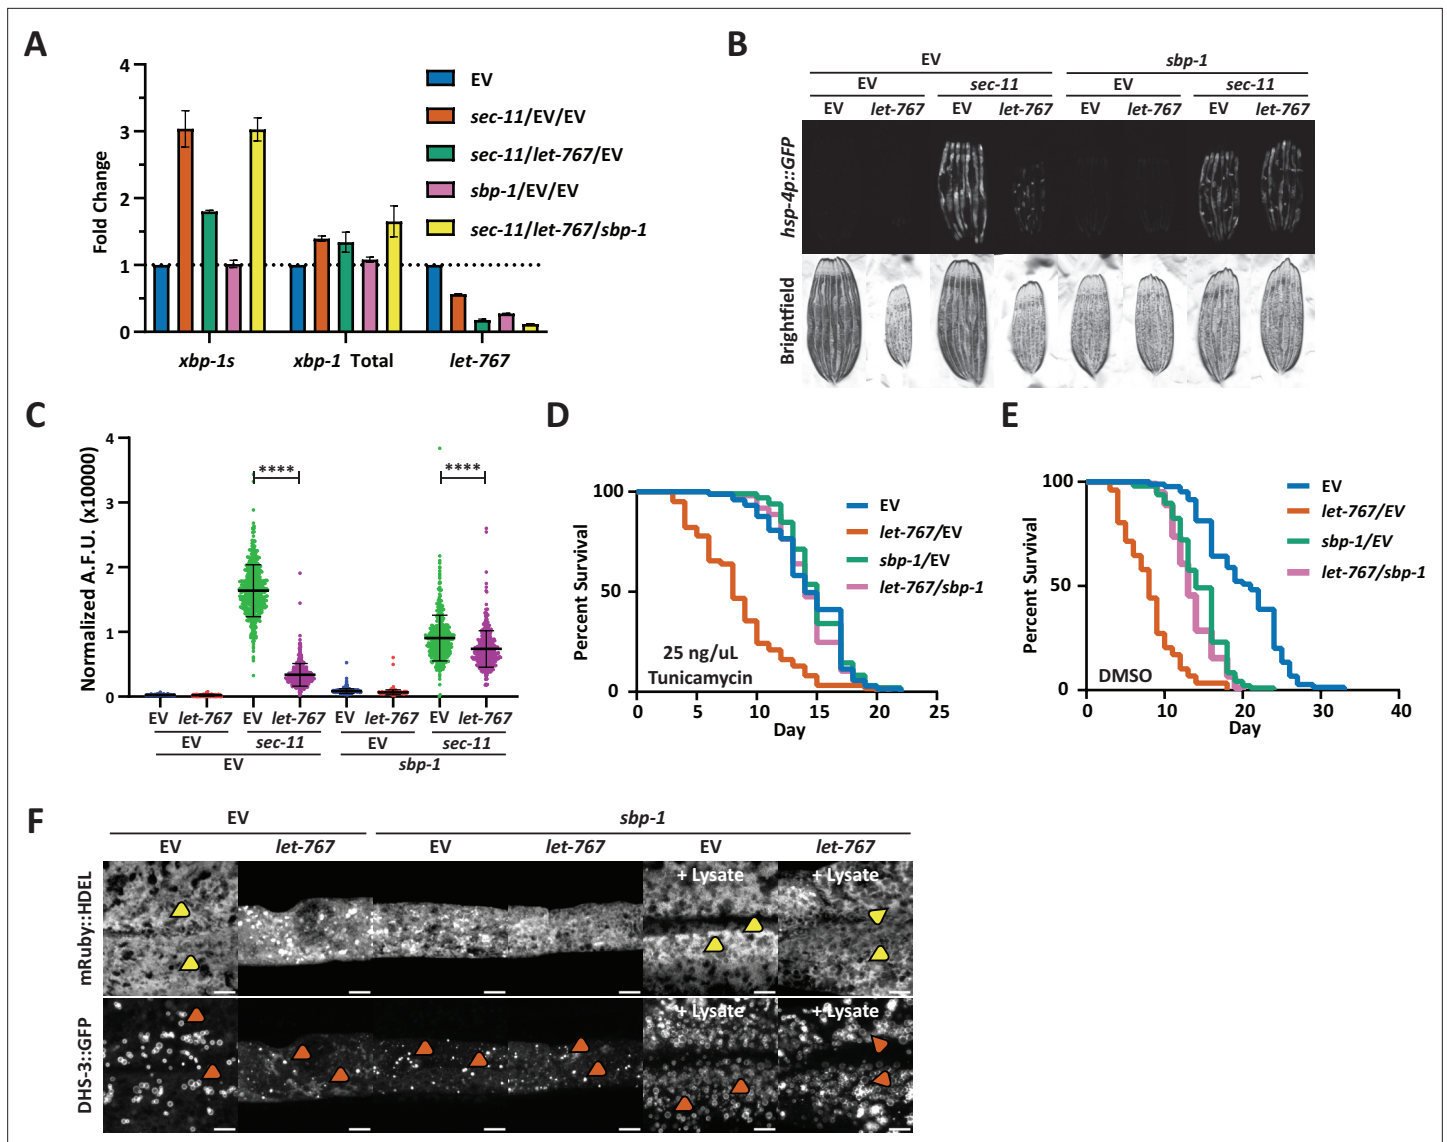 A
Fold Change
4
3
2
1
0
xbp-1s
xbp-1 Total
let-767
EV
sec-11/EV/EV
sec-11/let-767/EV
sbp-1/EV/EV
sec-11/let-767/sbp-1
B
EV sbp-1
EV sec-11 EV sec-11
EV let-767 EV let-767 EV let-767 EV let-767
hsp-4p::GFP
Brightfield
C
Normalized A.F.U. (x10000)
4
3
2
1
0
**** ****
EV let-767 EV let-767 EV let-767 EV let-767
EV sec-11 EV sec-11
EV sbp-1
D
Percent Survival
100
50
0
0 5 10 15 20 25
Day
25 ng/uL
Tunicamycin
EV
let-767/EV
sbp-1/EV
let-767/sbp-1
E
Percent Survival
100
50
0
0 10 20 30 40
Day
DMSO
EV
let-767/EV
sbp-1/EV
let-767/sbp-1
F
EV sbp-1
EV let-767 EV let-767 EV let-767
mRuby::HDEL
+ Lysate + Lysate
DHS-3::GFP
+ Lysate + Lysate